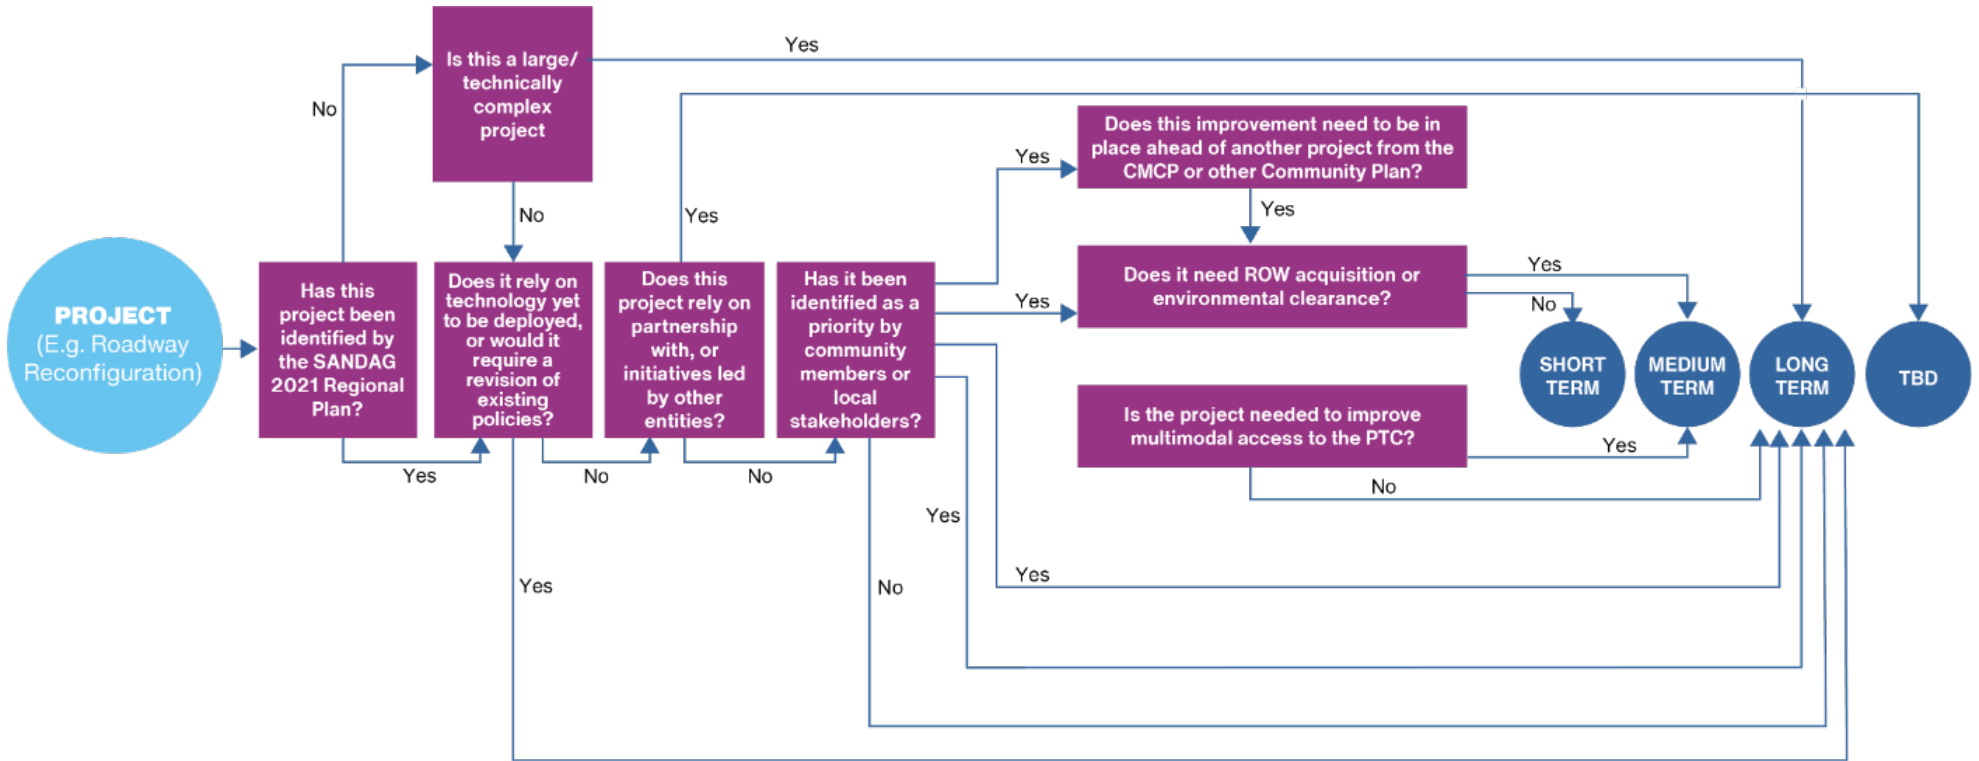 PROJECT
(E.g. Roadway
Reconfiguration)
Has this
project been
identified by
the SANDAG
2021 Regional
Plan?
No
Yes
Is this a large/
technically
complex
project
Yes
No
Does it rely on
technology yet
to be deployed,
or would it
require a
revision of
existing
policies?
No
Yes
Does this
project rely on
partnership
with, or
initiatives led
by other
entities?
Yes
No
Has it been
identified as a
priority by
community
members or
local
stakeholders?
Yes
Yes
Yes
Yes
No
Does this improvement need to be in
place ahead of another project from the
CMCP or other Community Plan?
Yes
Does it need ROW acquisition or
environmental clearance?
Yes
No
Is the project needed to improve
multimodal access to the PTC?
Yes
No
SHORT
TERM
MEDIUM
TERM
LONG
TERM
TBD